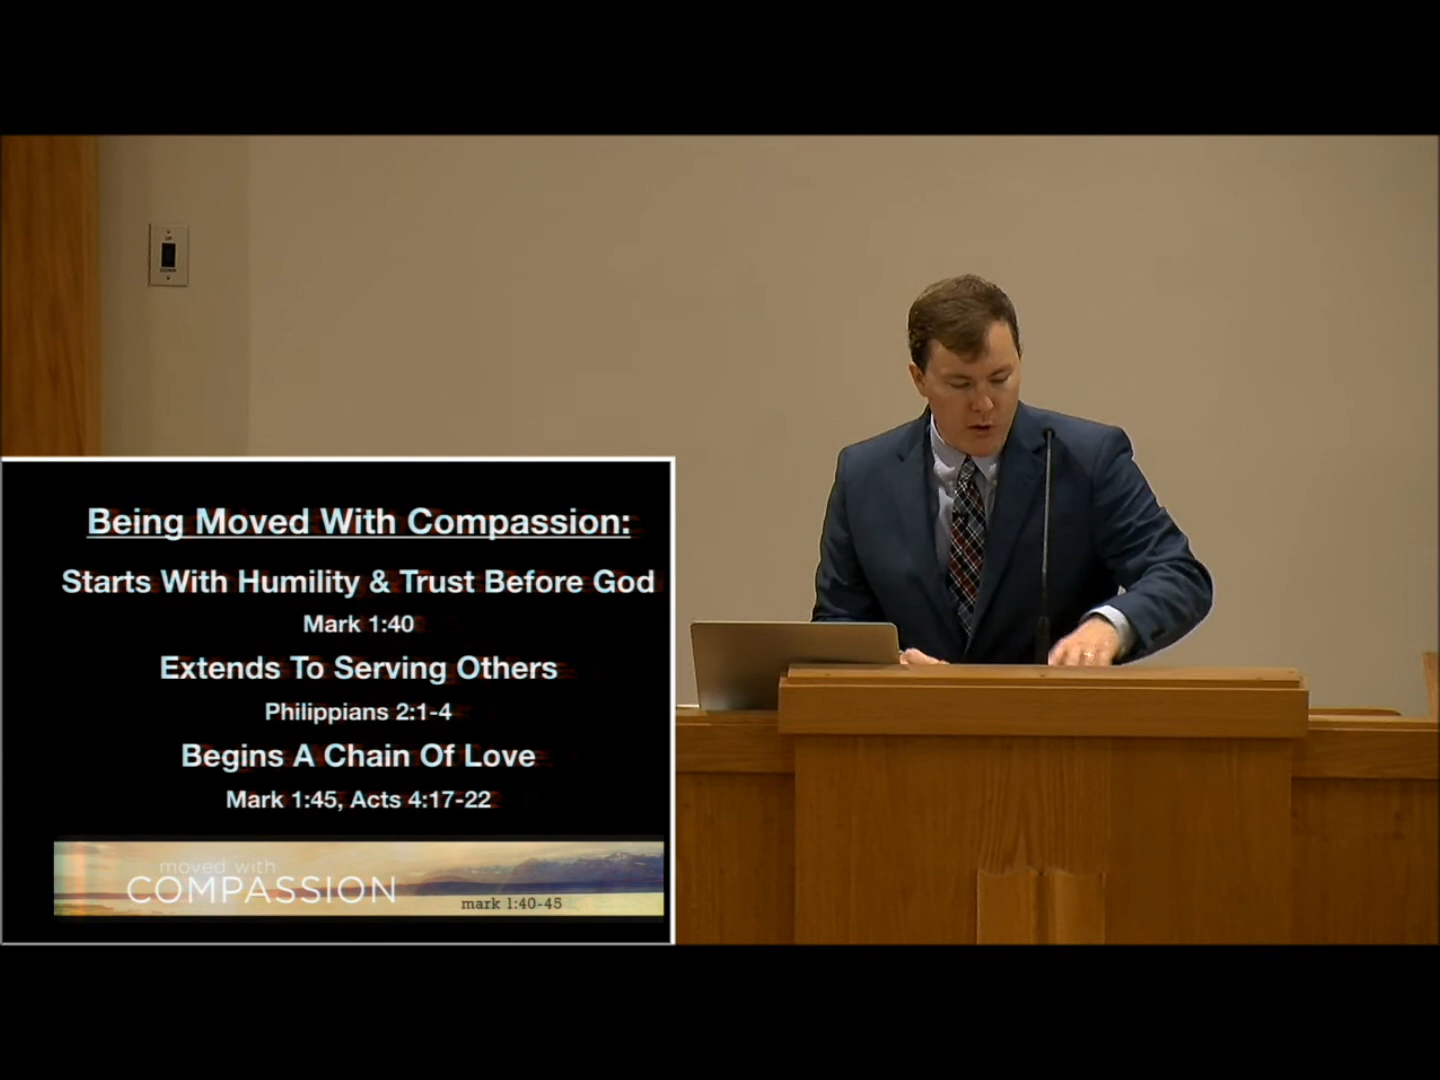 UP
DOWN
Being Moved With Compassion:
Starts With Humility & Trust Before God
Mark 1:40
Extends To Serving Others
Philippians 2:1-4
Begins A Chain Of Love
Mark 1:45, Acts 4:17-22
moved with
COMPASSION
mark 1:40-45